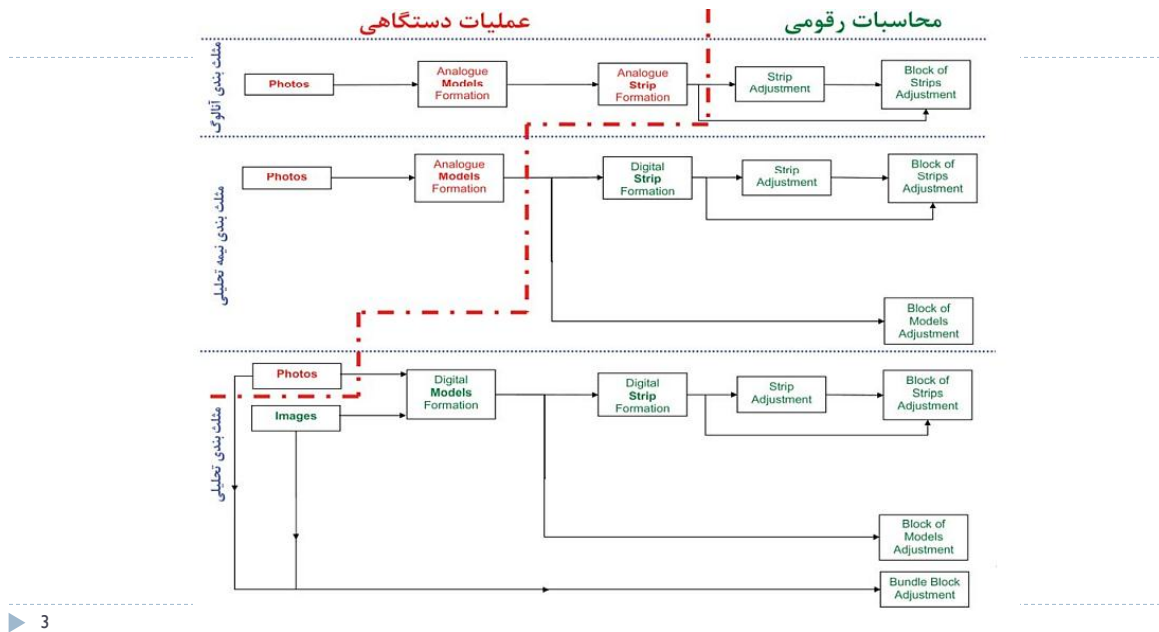 عملیات دستگاهی
محاسبات رقومی
مثلث بندی آنالوگ
Photos
Analogue
Models
Formation
Analogue
Strip
Formation
Strip
Adjustment
Block of
Strips
Adjustment
مثلث بندی نیمه تحلیلی
Photos
Analogue
Models
Formation
Digital
Strip
Formation
Strip
Adjustment
Block of
Strips
Adjustment
Block of
Models
Adjustment
مثلث بندی تحلیلی
Photos
Images
Digital
Models
Formation
Digital
Strip
Formation
Strip
Adjustment
Block of
Strips
Adjustment
Block of
Models
Adjustment
Bundle Block
Adjustment
3